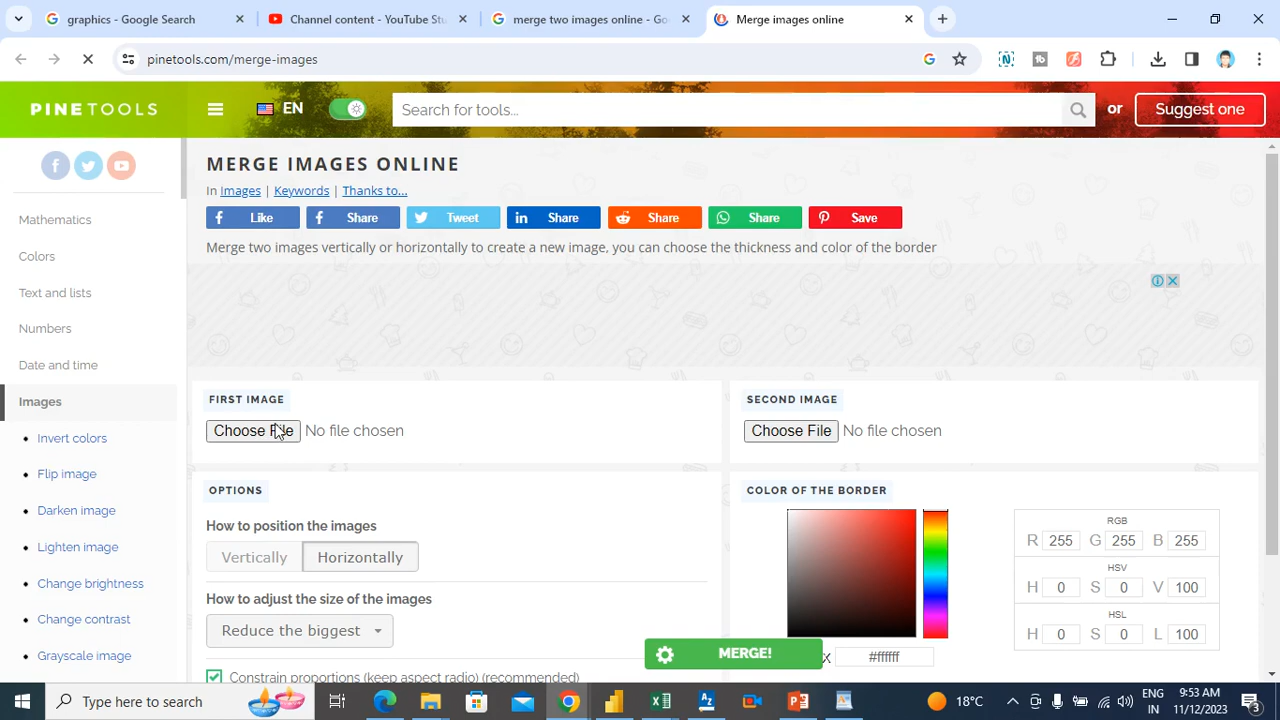 graphics - Google Search
Channel content - YouTube Stu
merge two images online - Goo
Merge images online
pinetools.com/merge-images
PINETOOLS
EN
Search for tools...
or
Suggest one
MERGE IMAGES ONLINE
In Images | Keywords | Thanks to...
Like
Share
Tweet
Share
Share
Share
Save
Merge two images vertically or horizontally to create a new image, you can choose the thickness and color of the border
Mathematics
Colors
Text and lists
Numbers
Date and time
Images
Invert colors
Flip image
Darken image
Lighten image
Change brightness
Change contrast
Grayscale image
FIRST IMAGE
Choose File No file chosen
SECOND IMAGE
Choose File No file chosen
OPTIONS
How to position the images
Vertically Horizontally
How to adjust the size of the images
Reduce the biggest
Constrain proportions (keep aspect radio) (recommended)
COLOR OF THE BORDER
RGB
R 255 G 255 B 255
HSV
H 0 S 0 V 100
HSL
H 0 S 0 L 100
X #ffffff
MERGE!
Type here to search
18°C
ENG
IN
9:53 AM
11/12/2023
3